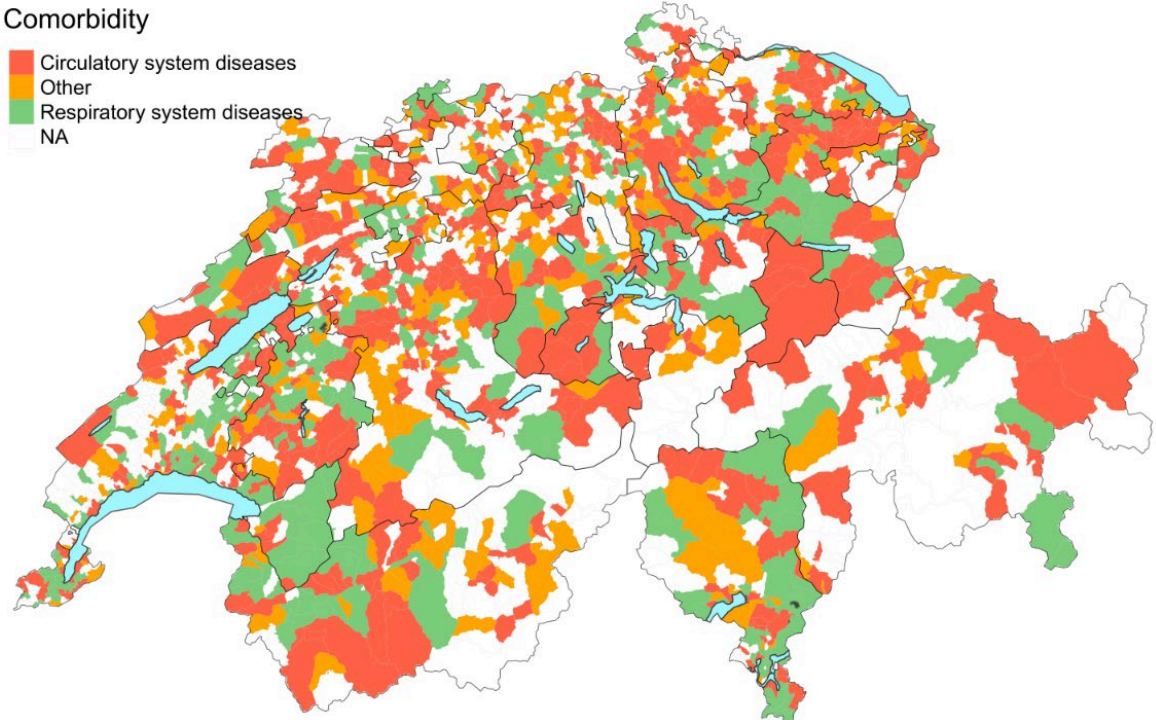 Comorbidity
Circulatory system diseases
Other
Respiratory system diseases
NA